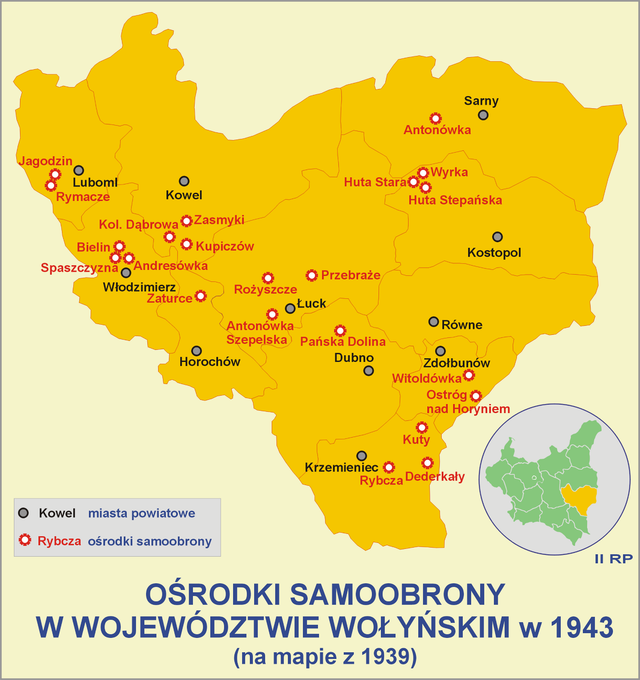 Sarny
Antonówka
Jagodzin
Luboml
Rymacze
Wyrka
Huta Stara
Huta Stepańska
Kowel
Kol. Dąbrowa
Zasmyki
Kupiczów
Kostopol
Bielin
Spaszczyzna
Andresówka
Włodzimierz
Zaturce
Rożyszcze
Przebraże
Łuck
Antonówka
Szepelska
Równe
Pańska Dolina
Horochów
Dubno
Zdołbunów
Witoldówka
Ostróg
nad Horyniem
Kuty
Krzemieniec
Rybcza
Dederkały
Kowel miasta powiatowe
Rybcza ośrodki samoobrony
II RP
OŚRODKI SAMOOBRONY
W WOJEWÓDZTWIE WOŁYŃSKIM w 1943
(na mapie z 1939)